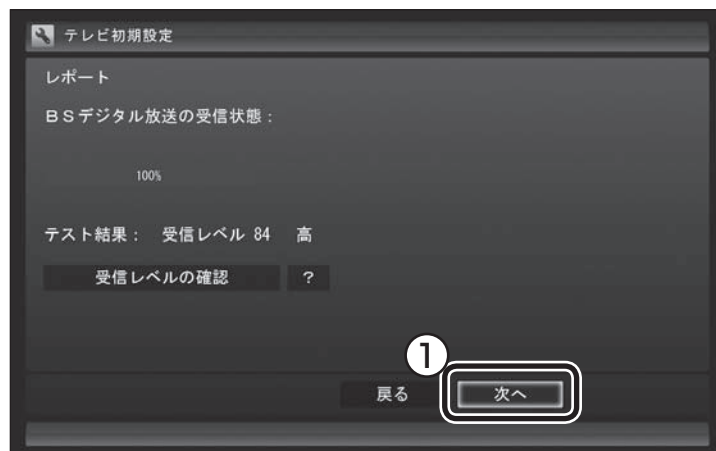 テレビ初期設定
レポート
ＢＳデジタル放送の受信状態：
100%
テスト結果： 受信レベル 84 高
受信レベルの確認 ？
①
戻る 次へ